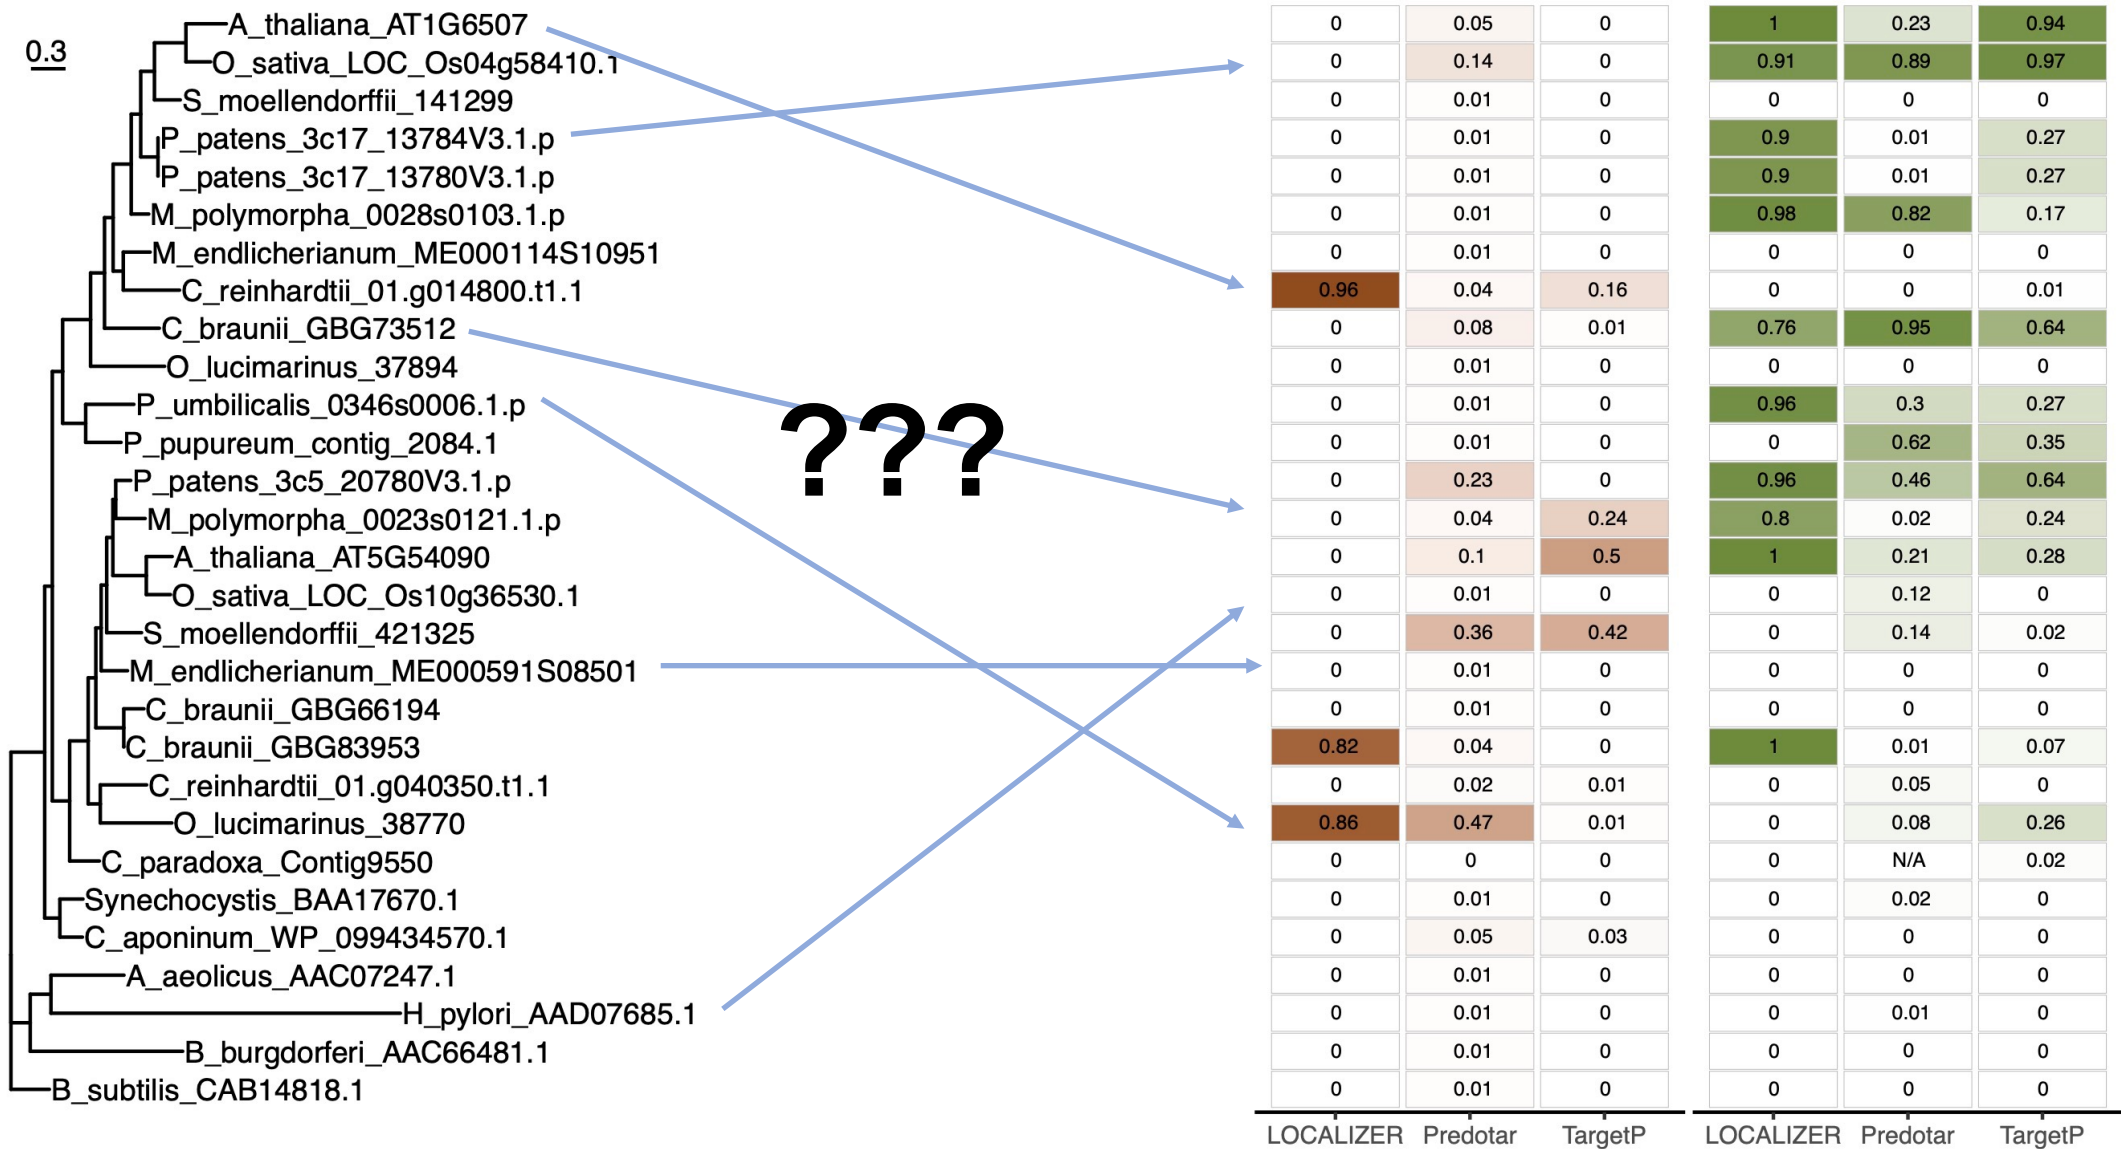 A_thaliana_AT1G6507 0 0.05 0 1 0.23 0.94
0.3
O_sativa_LOC_Os04g58410.1 0 0.14 0 0.91 0.89 0.97
S_moellendorffii_141299 0 0.01 0 0 0 0
P_patens_3c17_13784V3.1.p 0 0.01 0 0.9 0.01 0.27
P_patens_3c17_13780V3.1.p 0 0.01 0 0.9 0.01 0.27
M_polymorpha_0028s0103.1.p 0 0.01 0 0.98 0.82 0.17
M_endlicherianum_ME000114S10951 0 0.01 0 0 0 0
C_reinhardtii_01.g014800.t1.1 0.96 0.04 0.16 0 0 0.01
C_braunii_GBG73512 0 0.08 0.01 0.76 0.95 0.64
O_lucimarinus_37894 0 0.01 0 0 0 0
P_umbilicalis_0346s0006.1.p 0 0.01 0 0.96 0.3 0.27
P_pupureum_contig_2084.1 0 0.01 0 0 0.62 0.35
???
P_patens_3c5_20780V3.1.p 0 0.23 0 0.96 0.46 0.64
M_polymorpha_0023s0121.1.p 0 0.04 0.24 0.8 0.02 0.24
A_thaliana_AT5G54090 0 0.1 0.5 1 0.21 0.28
O_sativa_LOC_Os10g36530.1 0 0.01 0 0 0.12 0
S_moellendorffii_421325 0 0.36 0.42 0 0.14 0.02
M_endlicherianum_ME000591S08501 0 0.01 0 0 0 0
C_braunii_GBG66194 0 0.01 0 0 0 0
C_braunii_GBG83953 0.82 0.04 0 1 0.01 0.07
C_reinhardtii_01.g040350.t1.1 0 0.02 0.01 0 0.05 0
O_lucimarinus_38770 0.86 0.47 0.01 0 0.08 0.26
C_paradoxa_Contig9550 0 0 0 0 N/A 0.02
Synechocystis_BAA17670.1 0 0.01 0 0 0.02 0
C_aponinum_WP_099434570.1 0 0.05 0.03 0 0 0
A_aeolicus_AAC07247.1 0 0.01 0 0 0 0
H_pylori_AAD07685.1 0 0.01 0 0 0.01 0
B_burgdorferi_AAC66481.1 0 0.01 0 0 0 0
B_subtilis_CAB14818.1 0 0.01 0 0 0 0
LOCALIZER Predotar TargetP LOCALIZER Predotar TargetP